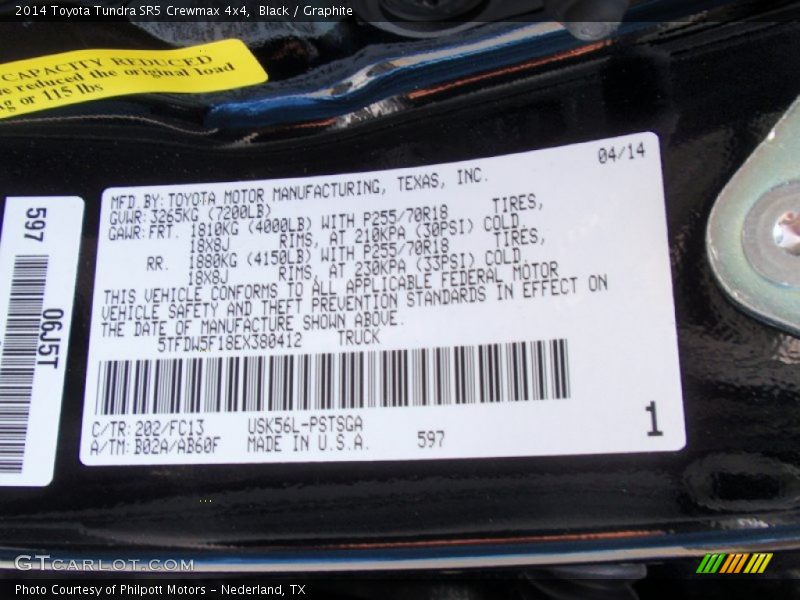 2014 Toyota Tundra SR5 Crewmax 4x4, Black / Graphite
CAPACITY REDUCED
reduced the original load
or 115 lbs
597
06J5T
04/14
MFD. BY: TOYOTA MOTOR MANUFACTURING, TEXAS, INC.
GVWR: 3265KG (7200LB)
GAWR: FRT. 1810KG (4000LB) WITH P255/70R18 TIRES,
18X8J RIMS, AT 210KPA (30PSI) COLD.
RR. 1880KG (4150LB) WITH P255/70R18 TIRES,
18X8J RIMS, AT 230KPA (33PSI) COLD.
THIS VEHICLE CONFORMS TO ALL APPLICABLE FEDERAL MOTOR
VEHICLE SAFETY AND THEFT PREVENTION STANDARDS IN EFFECT ON
THE DATE OF MANUFACTURE SHOWN ABOVE.
5TFDW5F18EX380412 TRUCK
C/TR: 202/FC13 USK56L-PSTSGA
A/TM: B02A/AB60F MADE IN U.S.A. 597
1
GTCarLot.com
Photo Courtesy of Philpott Motors - Nederland, TX